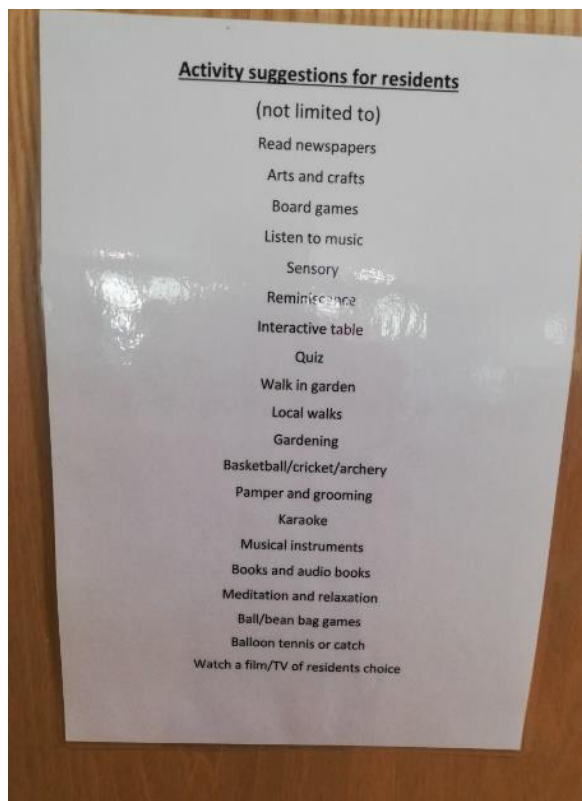 Activity suggestions for residents
(not limited to)
Read newspapers
Arts and crafts
Board games
Listen to music
Sensory
Reminiscence
Interactive table
Quiz
Walk in garden
Local walks
Gardening
Basketball/cricket/archery
Pamper and grooming
Karaoke
Musical instruments
Books and audio books
Meditation and relaxation
Ball/bean bag games
Balloon tennis or catch
Watch a film/TV of residents choice